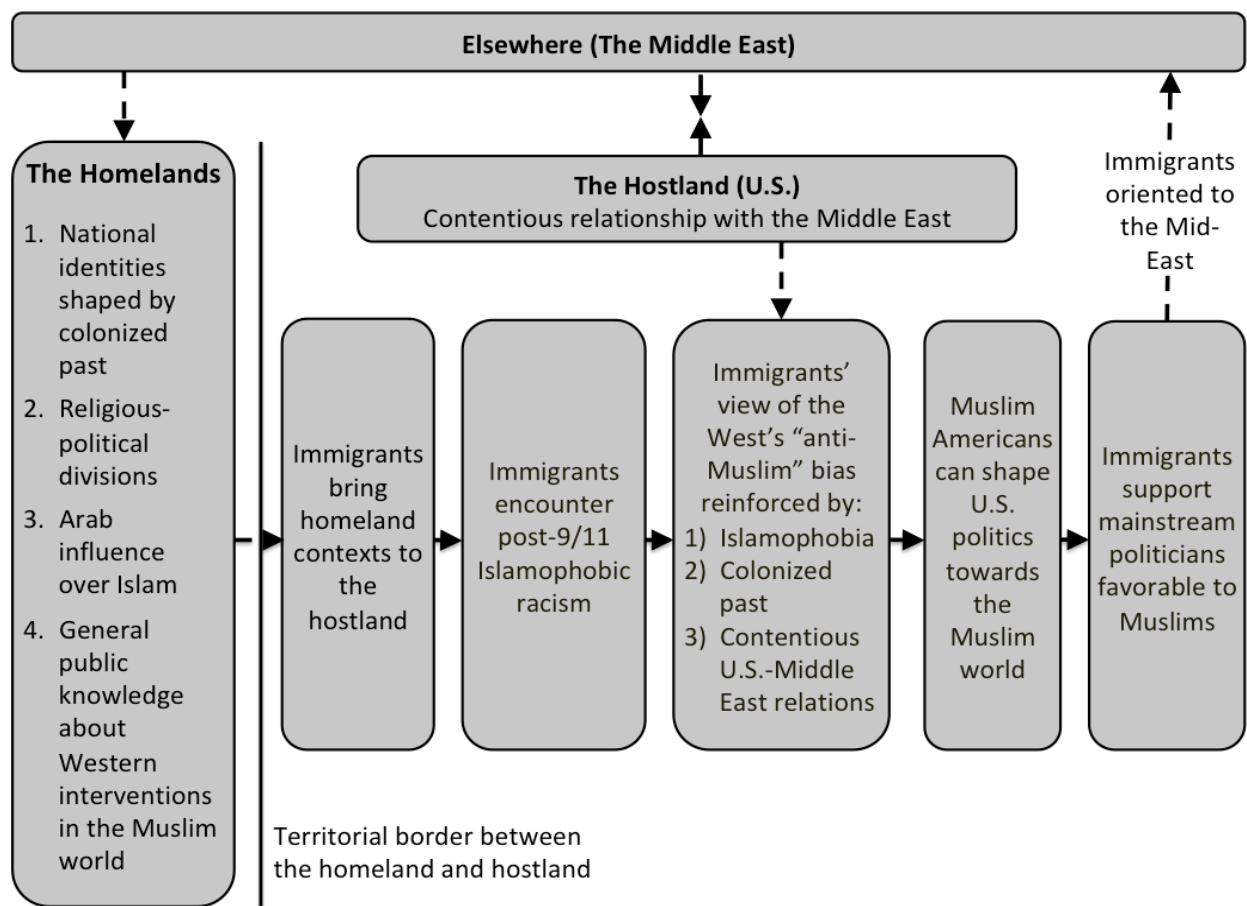 Elsewhere (The Middle East)
The Homelands
1. National
identities
shaped by
colonized
past
2. Religious-
political
divisions
3. Arab
influence
over Islam
4. General
public
knowledge
about
Western
interventions
in the Muslim
world
The Hostland (U.S.)
Contentious relationship with the Middle East
Immigrants
oriented to
the Mid-
East
Immigrants
bring
homeland
contexts to
the
hostland
Immigrants
encounter
post-9/11
Islamophobic
racism
Immigrants’
view of the
West’s “anti-
Muslim” bias
reinforced by:
1) Islamophobia
2) Colonized
past
3) Contentious
U.S.-Middle
East relations
Muslim
Americans
can shape
U.S.
politics
towards
the
Muslim
world
Immigrants
support
mainstream
politicians
favorable to
Muslims
Territorial border between
the homeland and hostland